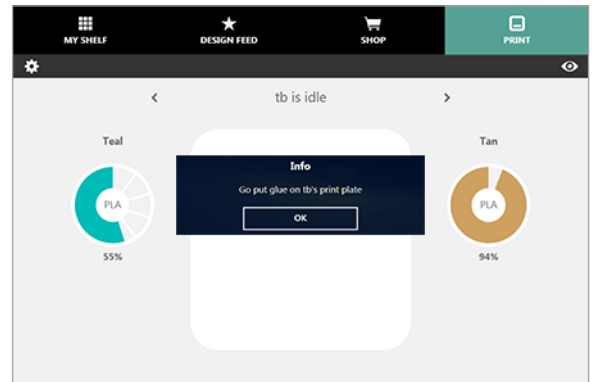 MY SHELF
DESIGN FEED
SHOP
PRINT
tb is idle
Teal
Tan
Info
Go put glue on tb's print plate
OK
PLA
PLA
55%
94%